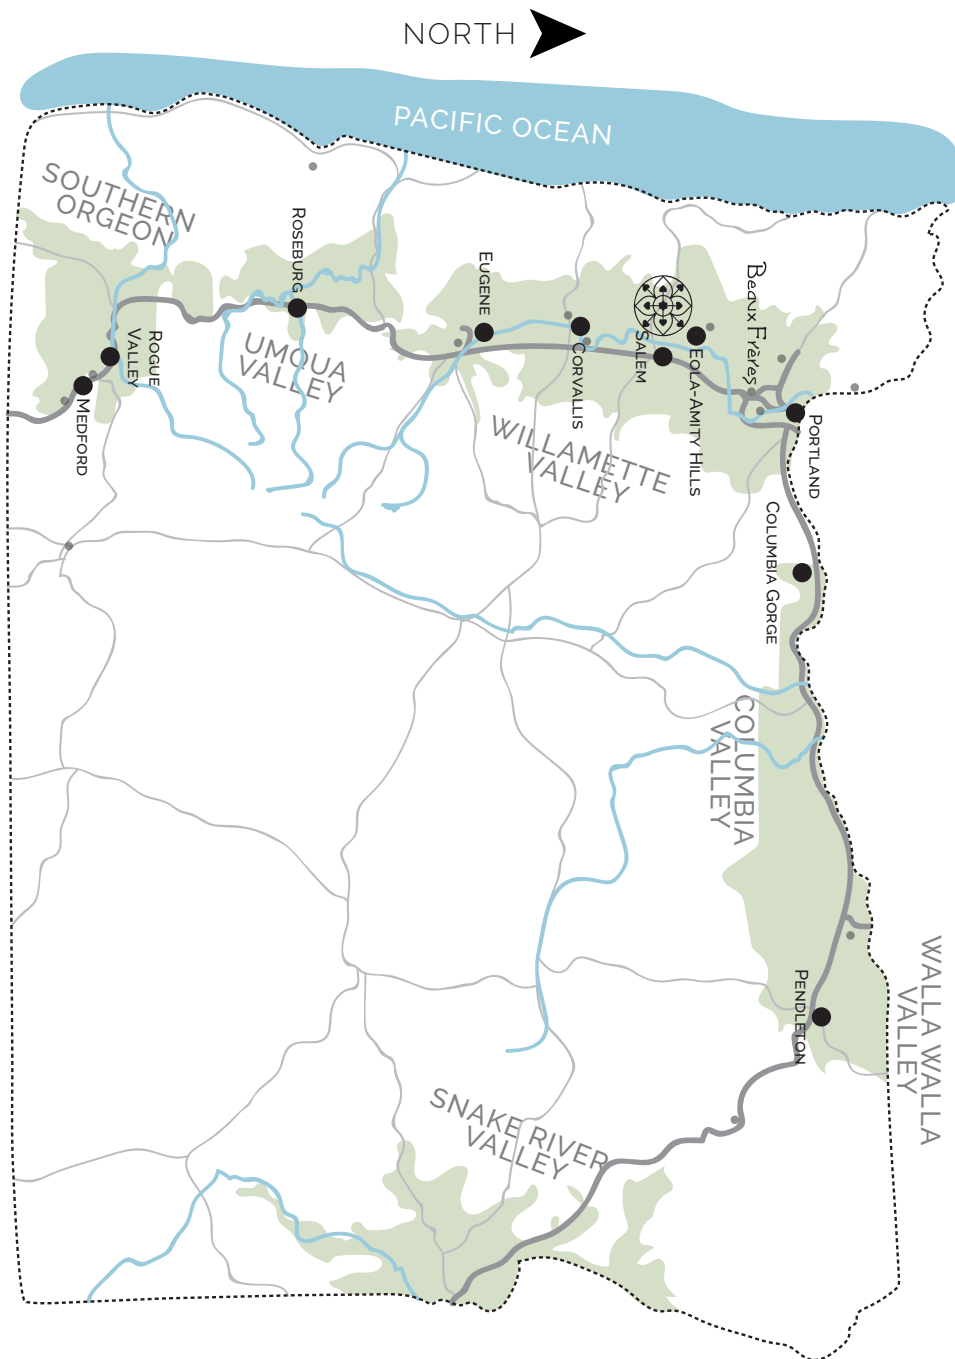 NORTH
PACIFIC OCEAN
SOUTHERN
ORGEON
ROSEBURG
EUGENE
Beaux Frères
ROGUE
VALLEY
UMQUA
VALLEY
CORVALLIS
SALEM
EOLA-AMITY HILLS
MEDFORD
WILLAMETTE
VALLEY
PORTLAND
COLUMBIA GORGE
COLUMBIA
VALLEY
WALLA WALLA
VALLEY
PENDLETON
SNAKE RIVER
VALLEY